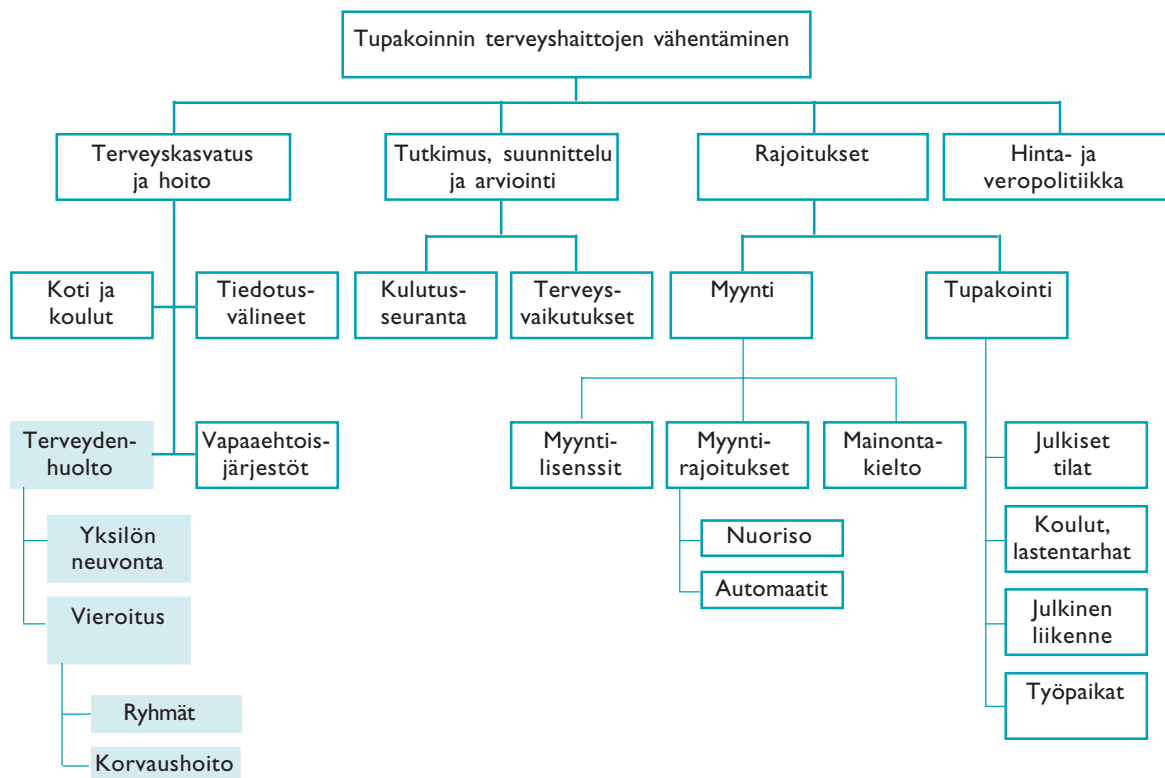 Tupakoinnin terveyshaittojen vähentäminen
Terveyskasvatus
ja hoito
Tutkimus, suunnittelu
ja arviointi
Rajoitukset
Hinta- ja
veropolitiikka
Koti ja
koulut
Tiedotus-
välineet
Kulutus-
seuranta
Terveys-
vaikutukset
Myynti
Tupakointi
Terveyden-
huolto
Vapaaehtois-
järjestöt
Myynti-
lisenssit
Myynti-
rajoitukset
Mainonta-
kielto
Julkiset
tilat
Yksilön
neuvonta
Nuoriso
Koulut,
lastentarhat
Automaatit
Vieroitus
Julkinen
liikenne
Ryhmät
Työpaikat
Korvaushoito